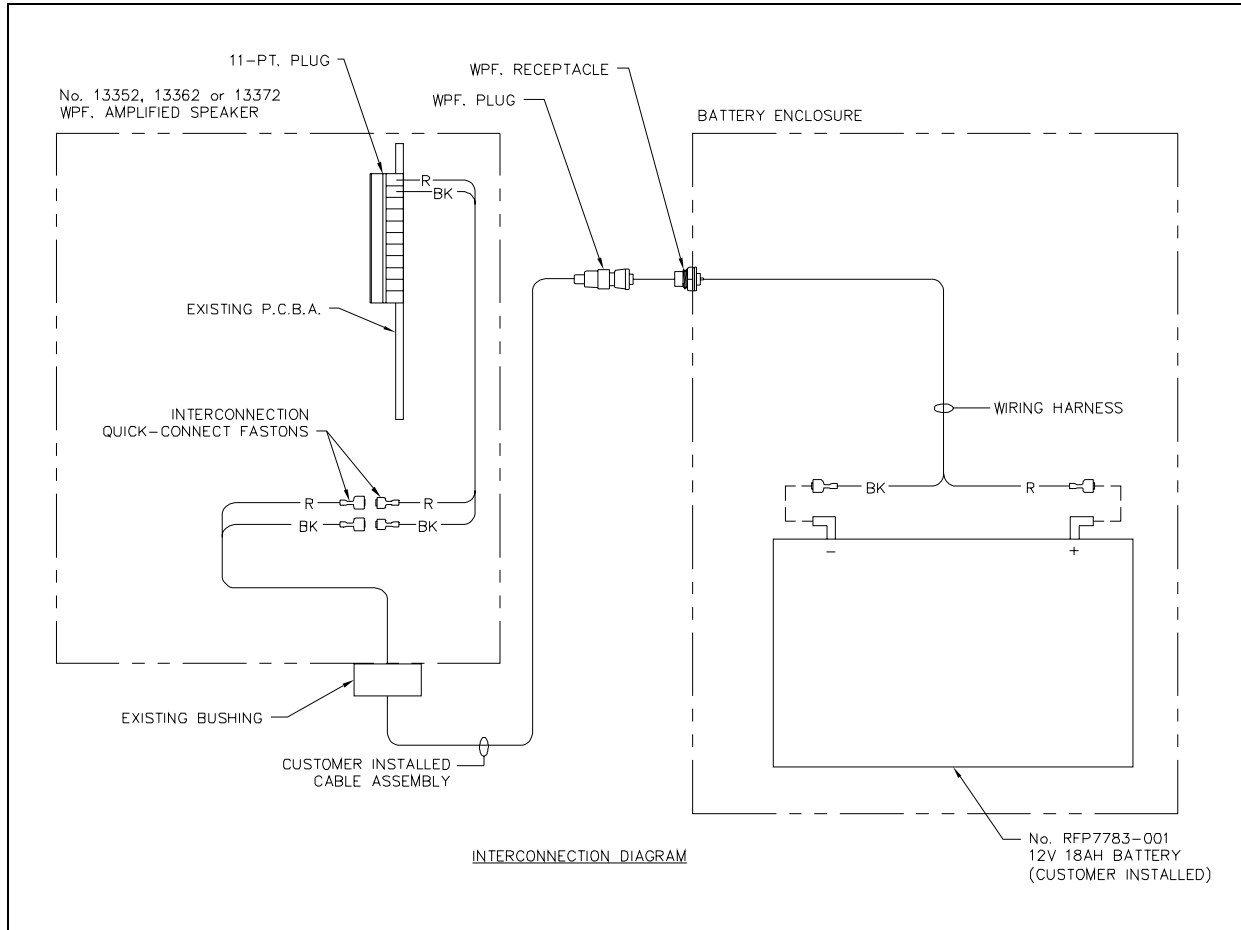 11-PT. PLUG
No. 13352, 13362 or 13372
WPF. AMPLIFIED SPEAKER
WPF. RECEPTACLE
WPF. PLUG
BATTERY ENCLOSURE
R
BK
EXISTING P.C.B.A.
INTERCONNECTION
QUICK-CONNECT FASTONS
WIRING HARNESS
R
R
BK
BK
BK
R
-
+
EXISTING BUSHING
CUSTOMER INSTALLED
CABLE ASSEMBLY
INTERCONNECTION DIAGRAM
No. RFP7783-001
12V 18AH BATTERY
(CUSTOMER INSTALLED)